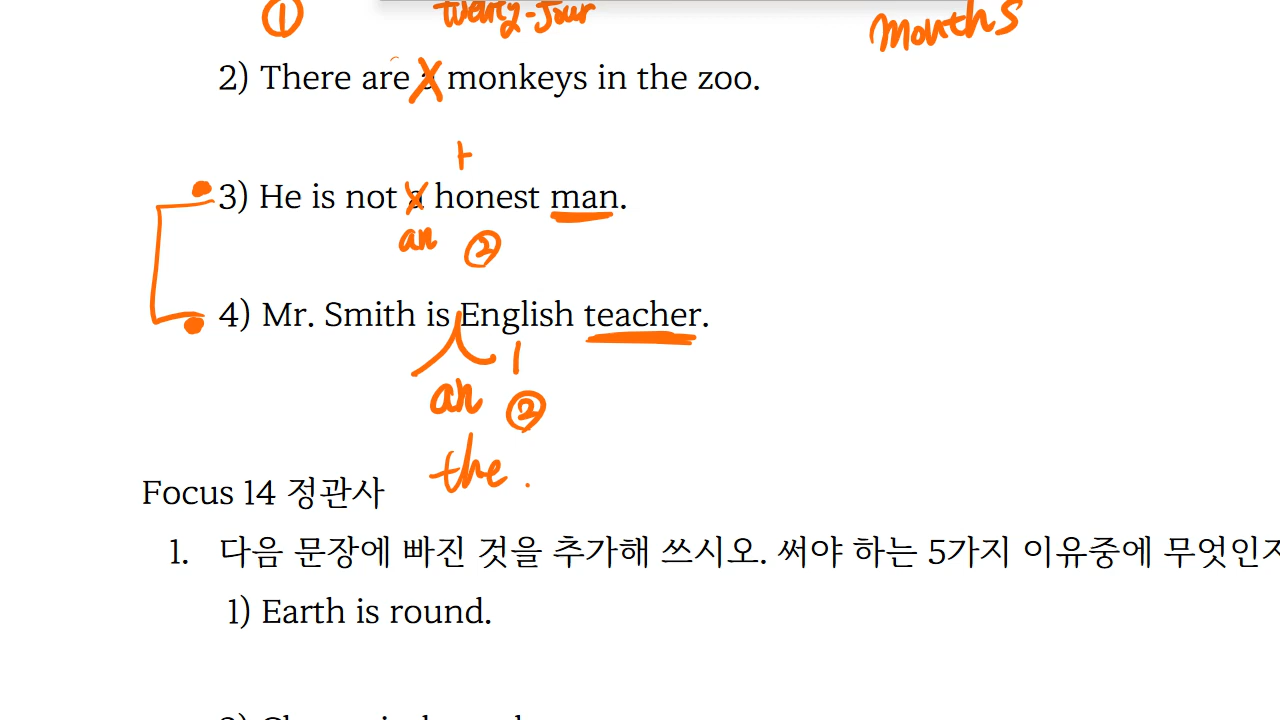 ① twenty-four months
2) There are a monkeys in the zoo.
3) He is not a honest man.
an ②
4) Mr. Smith is English teacher.
an ②
the.
Focus 14 정관사
1. 다음 문장에 빠진 것을 추가해 쓰시오. 써야 하는 5가지 이유중에 무엇인지
1) Earth is round.